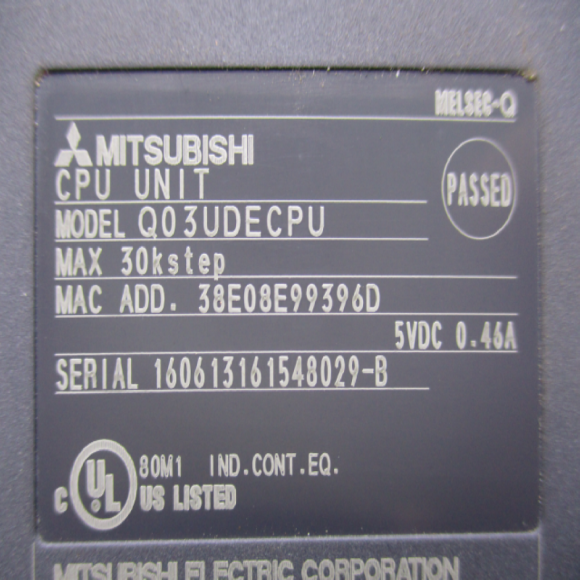 MELSEC-Q
MITSUBISHI
CPU UNIT
PASSED
MODEL Q03UDECPU
MAX 30kstep
MAC ADD. 38E08E99396D
5VDC 0.46A
SERIAL 160613161548029-B
80M1 IND.CONT.EQ.
C UL US LISTED
MITSUBISHI ELECTRIC CORPORATION